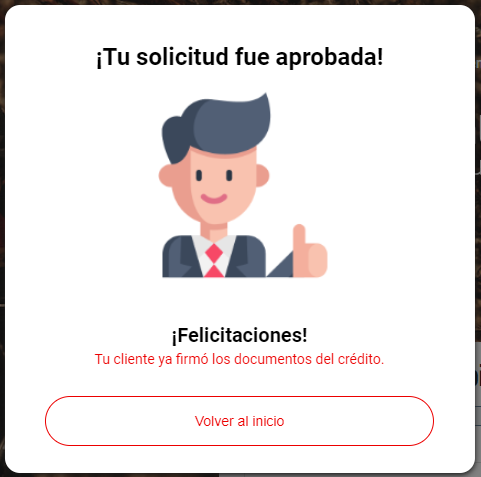 ¡Tu solicitud fue aprobada!
¡Felicitaciones!
Tu cliente ya firmó los documentos del crédito.
Volver al inicio